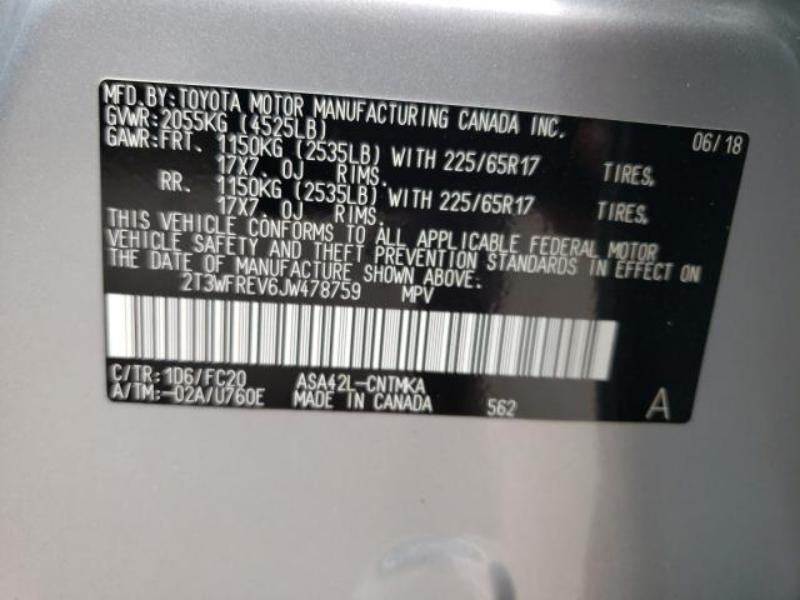 MFD. BY: TOYOTA MOTOR MANUFACTURING CANADA INC.
GVWR: 2055KG (4525LB) 06/18
GAWR: FRT. 1150KG (2535LB) WITH 225/65R17 TIRES,
17X7.0J RIMS.
RR. 1150KG (2535LB) WITH 225/65R17 TIRES,
17X7.0J RIMS.
THIS VEHICLE CONFORMS TO ALL APPLICABLE FEDERAL MOTOR
VEHICLE SAFETY AND THEFT PREVENTION STANDARDS IN EFFECT ON
THE DATE OF MANUFACTURE SHOWN ABOVE.
2T3WFREV6JW478759 MPV
C/TR: 1D6/FC20 ASA42L-CNTMKA
A/TM: -02A/U760E MADE IN CANADA 562 A